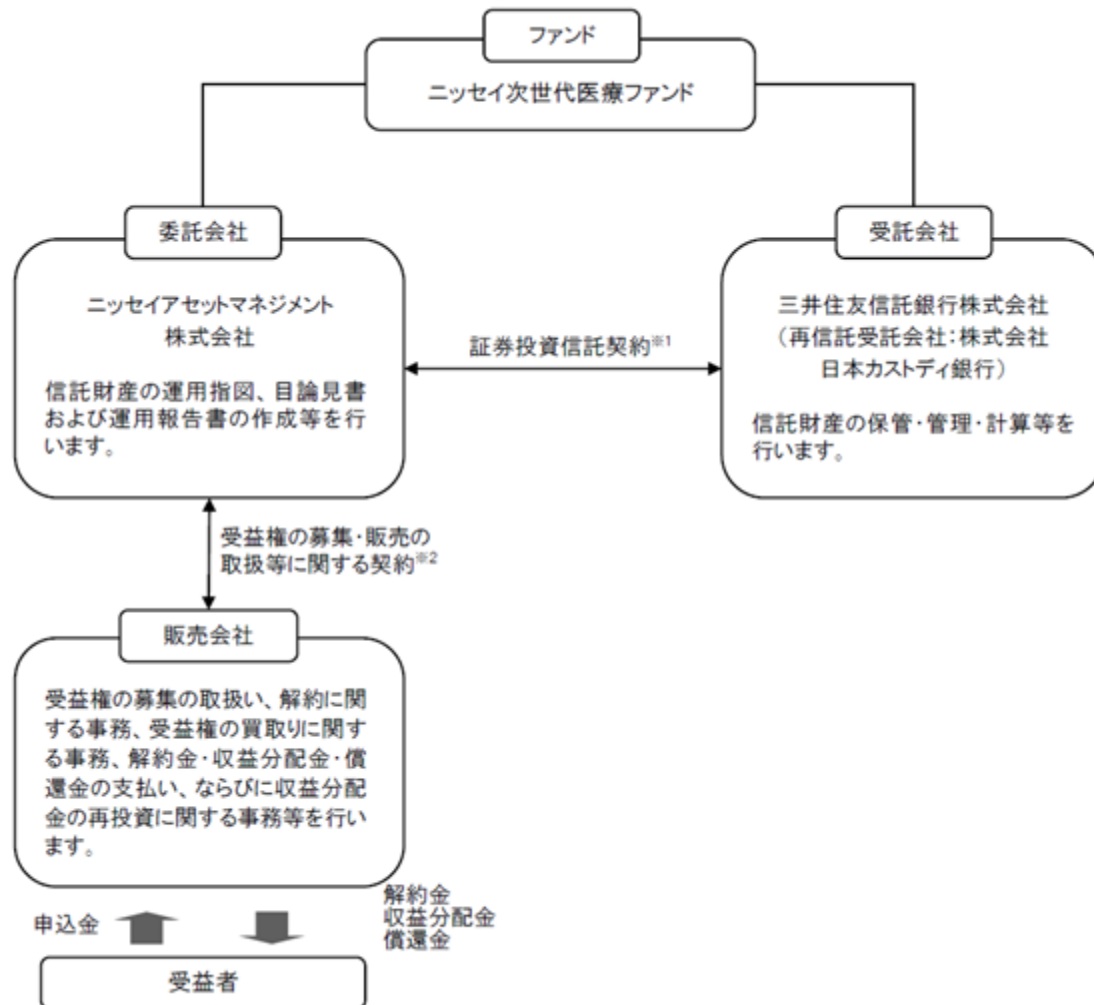 ファンド
ニッセイ次世代医療ファンド
委託会社
ニッセイアセットマネジメント
株式会社
信託財産の運用指図、目論見書
および運用報告書の作成等を行
います。
証券投資信託契約※1
受託会社
三井住友信託銀行株式会社
（再信託受託会社：株式会社
日本カストディ銀行）
信託財産の保管・管理・計算等を
行います。
受益権の募集・販売の
取扱等に関する契約※2
販売会社
受益権の募集の取扱い、解約に関
する事務、受益権の買取りに関す
る事務、解約金・収益分配金・償
還金の支払い、ならびに収益分配
金の再投資に関する事務等を行い
ます。
申込金
解約金
収益分配金
償還金
受益者